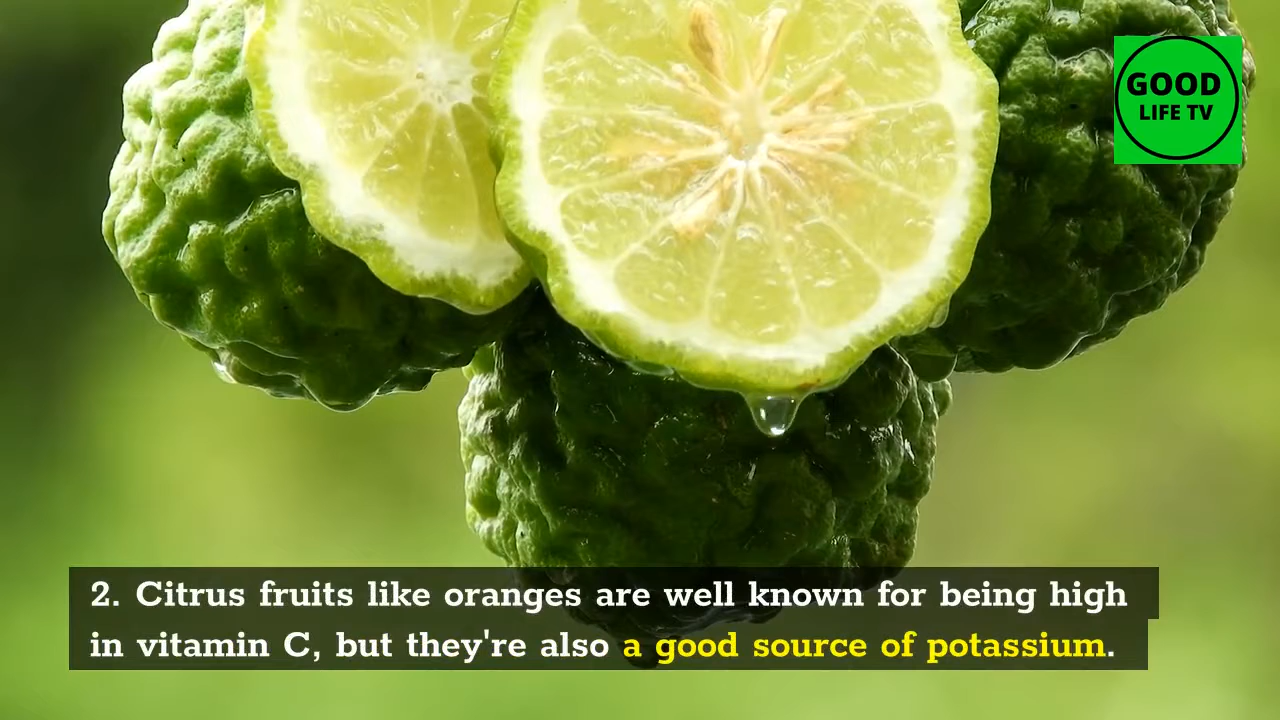 GOOD
LIFE TV
2. Citrus fruits like oranges are well known for being high
in vitamin C, but they're also a good source of potassium.